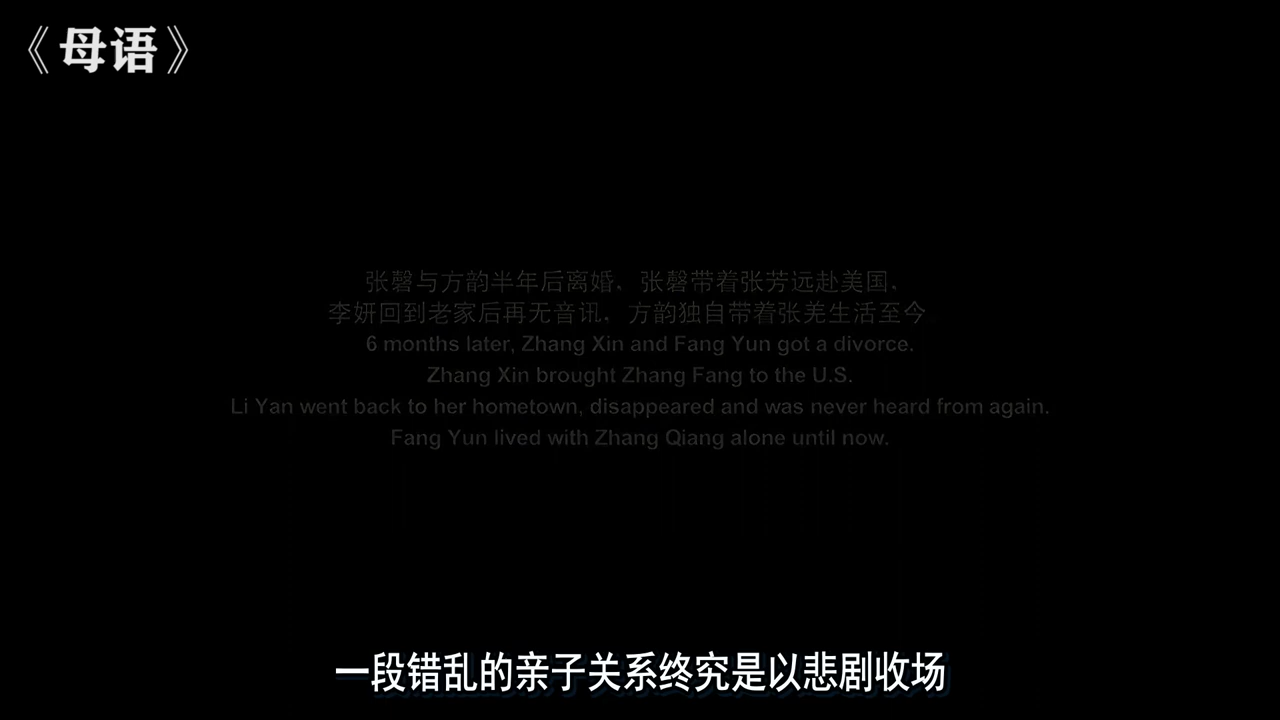 《母语》
张磬与方韵半年后离婚，张磬带着张芳远赴美国，
李妍回到老家后再无音讯，方韵独自带着张羌生活至今
6 months later, Zhang Xin and Fang Yun got a divorce.
Zhang Xin brought Zhang Fang to the U.S.
Li Yan went back to her hometown, disappeared and was never heard from again.
Fang Yun lived with Zhang Qiang alone until now.
一段错乱的亲子关系终究是以悲剧收场